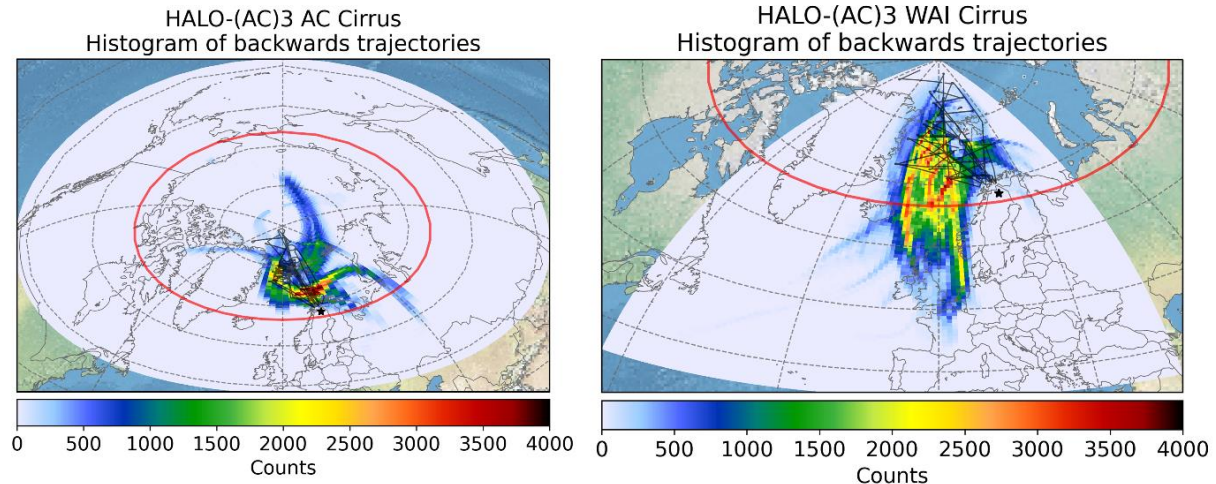 HALO-(AC)3 AC Cirrus
Histogram of backwards trajectories
0 500 1000 1500 2000 2500 3000 3500 4000
Counts
HALO-(AC)3 WAI Cirrus
Histogram of backwards trajectories
0 500 1000 1500 2000 2500 3000 3500 4000
Counts